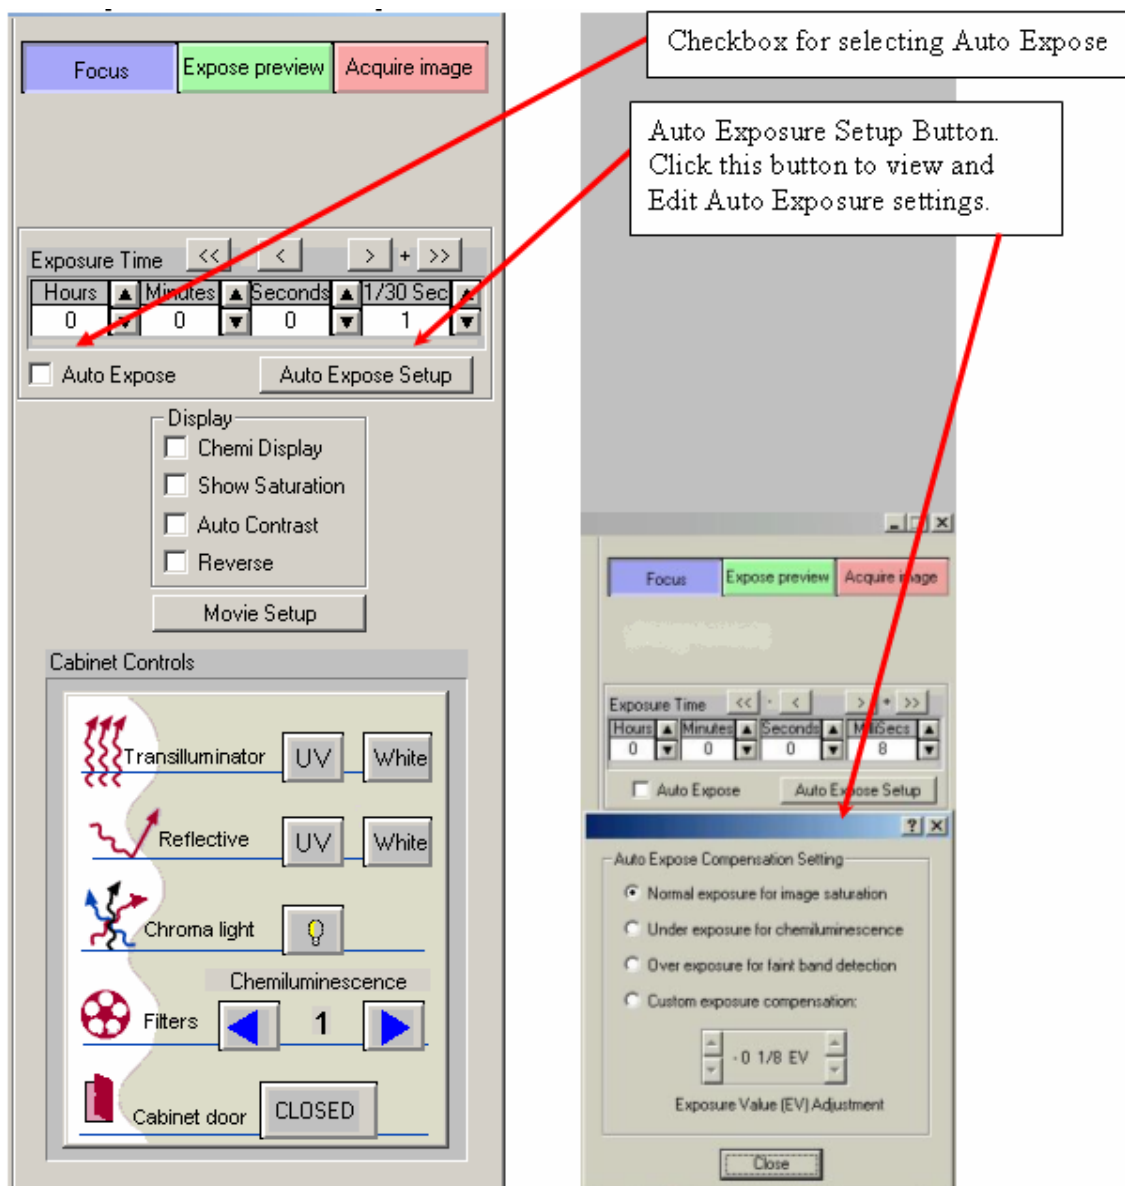 Checkbox for selecting Auto Expose
Auto Exposure Setup Button.
Click this button to view and
Edit Auto Exposure settings.
Focus Expose preview Acquire image
Exposure Time << < > + >>
Hours Minutes Seconds 1/30 Sec
0 0 0 1
Auto Expose Auto Expose Setup
Display
Chemi Display
Show Saturation
Auto Contrast
Reverse
Movie Setup
Cabinet Controls
Transilluminator UV White
Reflective UV White
Chroma light
Chemiluminescence
Filters 1
Cabinet door CLOSED
Focus Expose preview Acquire image
Exposure Time << - < > + >>
Hours Minutes Seconds MilliSecs
0 0 0 8
Auto Expose Auto Expose Setup
Auto Expose Compensation Setting
Normal exposure for image saturation
Under exposure for chemiluminescence
Over exposure for faint band detection
Custom exposure compensation:
- 0 1/8 EV
Exposure Value (EV) Adjustment
Close